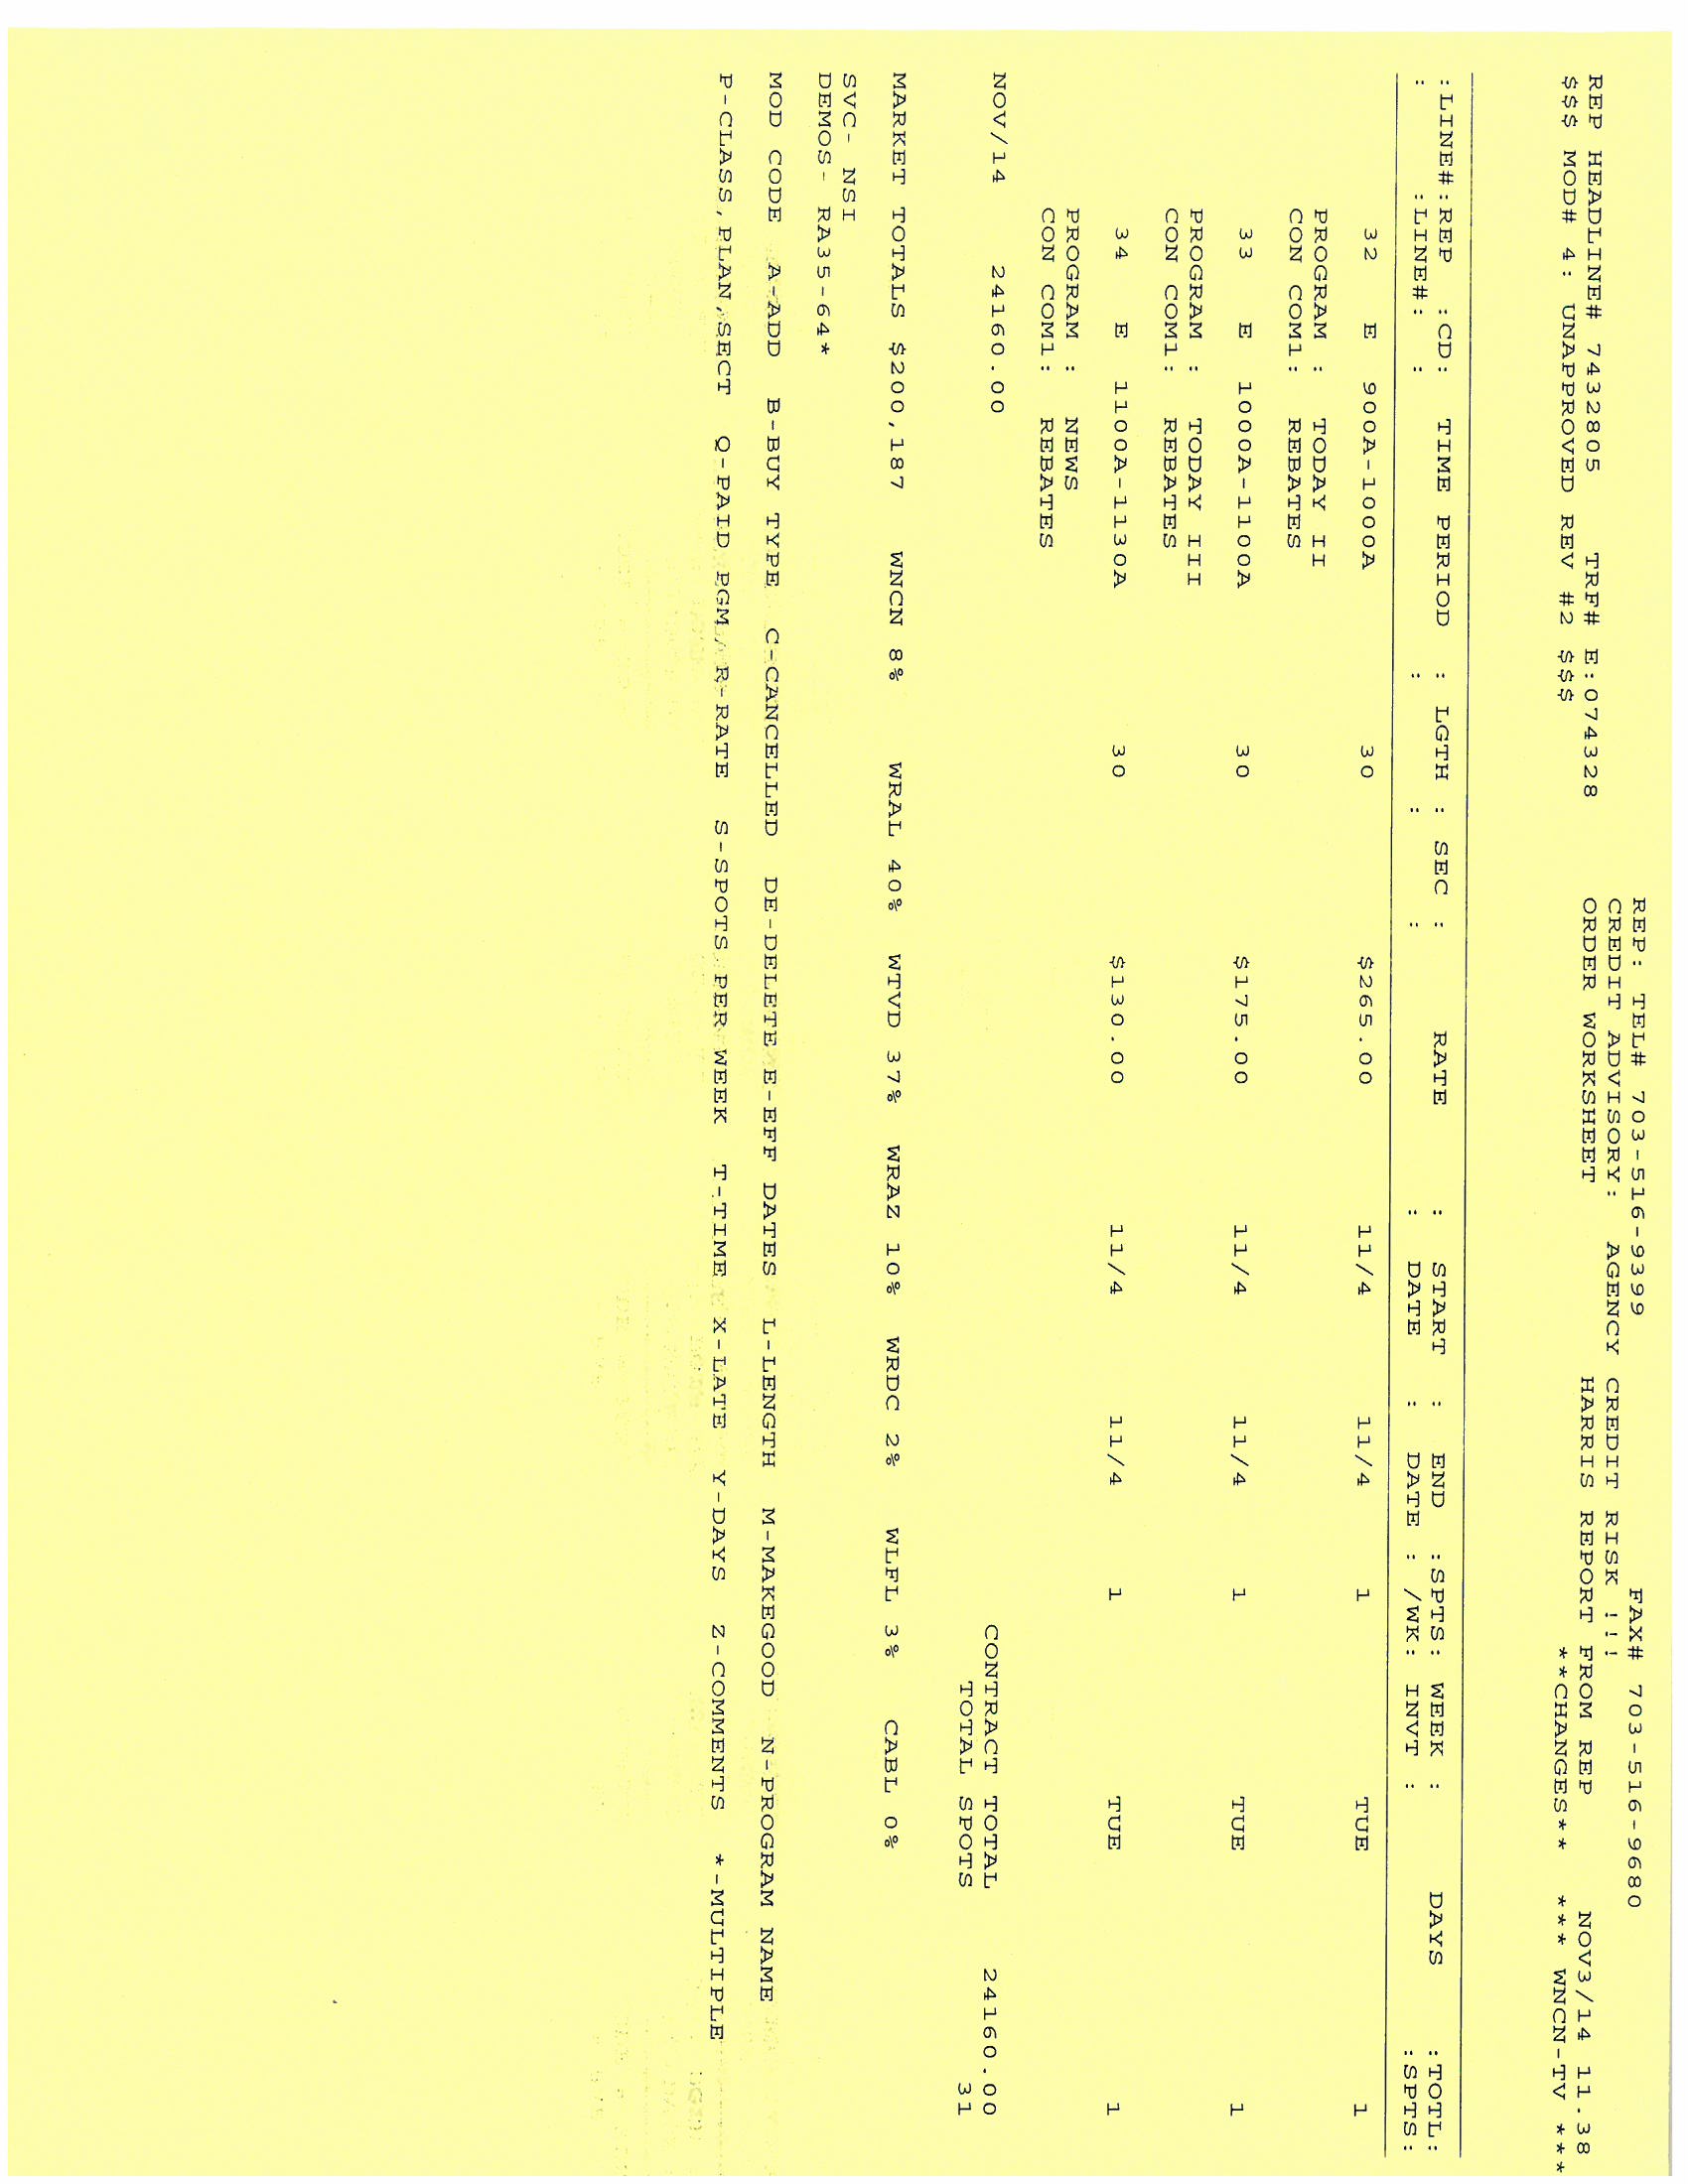 REP: TEL# 703-516-9399 FAX# 703-516-9680
CREDIT ADVISORY: AGENCY CREDIT RISK !!!
REP HEADLINE# 7432805 TRF# E:074328 ORDER WORKSHEET HARRIS REPORT FROM REP NOV3/14 11.38
$$$ MOD# 4: UNAPPROVED REV #2 $$$ **CHANGES** *** WNCN-TV ***
:LINE#:REP :CD: TIME PERIOD : LGTH : SEC : RATE : START : END :SPTS: WEEK : DAYS :TOTL:
: :LINE#: : : : : : DATE : DATE : /WK: INVT : :SPTS:
32 E 900A-1000A 30 $265.00 11/4 11/4 1 TUE 1
PROGRAM : TODAY II
CON COM1: REBATES
33 E 1000A-1100A 30 $175.00 11/4 11/4 1 TUE 1
PROGRAM : TODAY III
CON COM1: REBATES
34 E 1100A-1130A 30 $130.00 11/4 11/4 1 TUE 1
PROGRAM : NEWS
CON COM1: REBATES
NOV/14 24160.00 CONTRACT TOTAL 24160.00
TOTAL SPOTS 31
MARKET TOTALS $200,187 WNCN 8% WRAL 40% WTVD 37% WRAZ 10% WRDC 2% WLFL 3% CABL 0%
SVC- NSI
DEMOS- RA35-64*
MOD CODE A-ADD B-BUY TYPE C-CANCELLED DE-DELETE E-EFF DATES L-LENGTH M-MAKEGOOD N-PROGRAM NAME
P-CLASS,PLAN,SECT Q-PAID PGM R-RATE S-SPOTS PER WEEK T-TIME X-LATE Y-DAYS Z-COMMENTS *-MULTIPLE